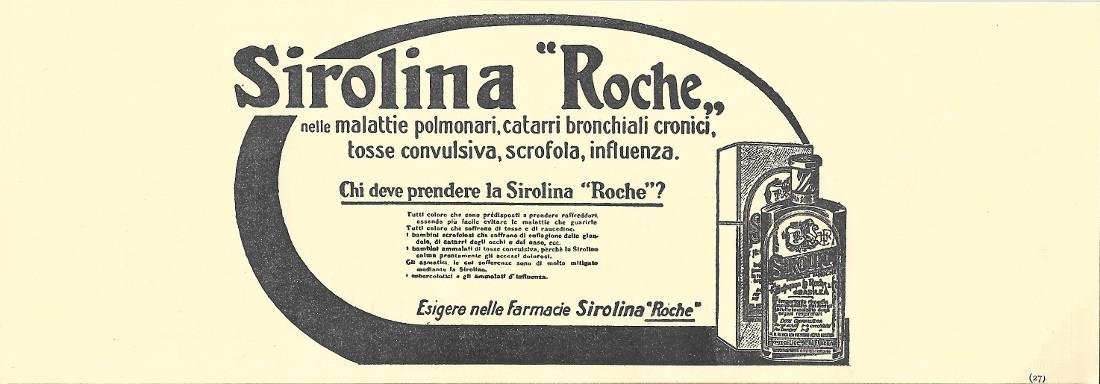 Sirolina "Roche„
nelle malattie polmonari, catarri bronchiali cronici,
tosse convulsiva, scrofola, influenza.
Chi deve prendere la Sirolina "Roche"?
Tutti coloro che sono predisposti a prendere raffreddori,
essendo più facile evitare le malattie che guarirle
Tutti coloro che soffrono di tosse e di raucedine.
I bambini scrofolosi che soffrono di enfiagione delle glan-
dole, di catarri degli occhi e del naso, ecc.
I bambini ammalati di tosse convulsiva, perchè la Sirolina
calma prontamente gli accessi dolorosi.
Gli asmatici, le cui sofferenze sono di molto mitigate
mediante la Sirolina.
I tubercolotici e gli ammalati d'influenza.
Esigere nelle Farmacie Sirolina "Roche"
SIROLINA
BASILEA
(27)